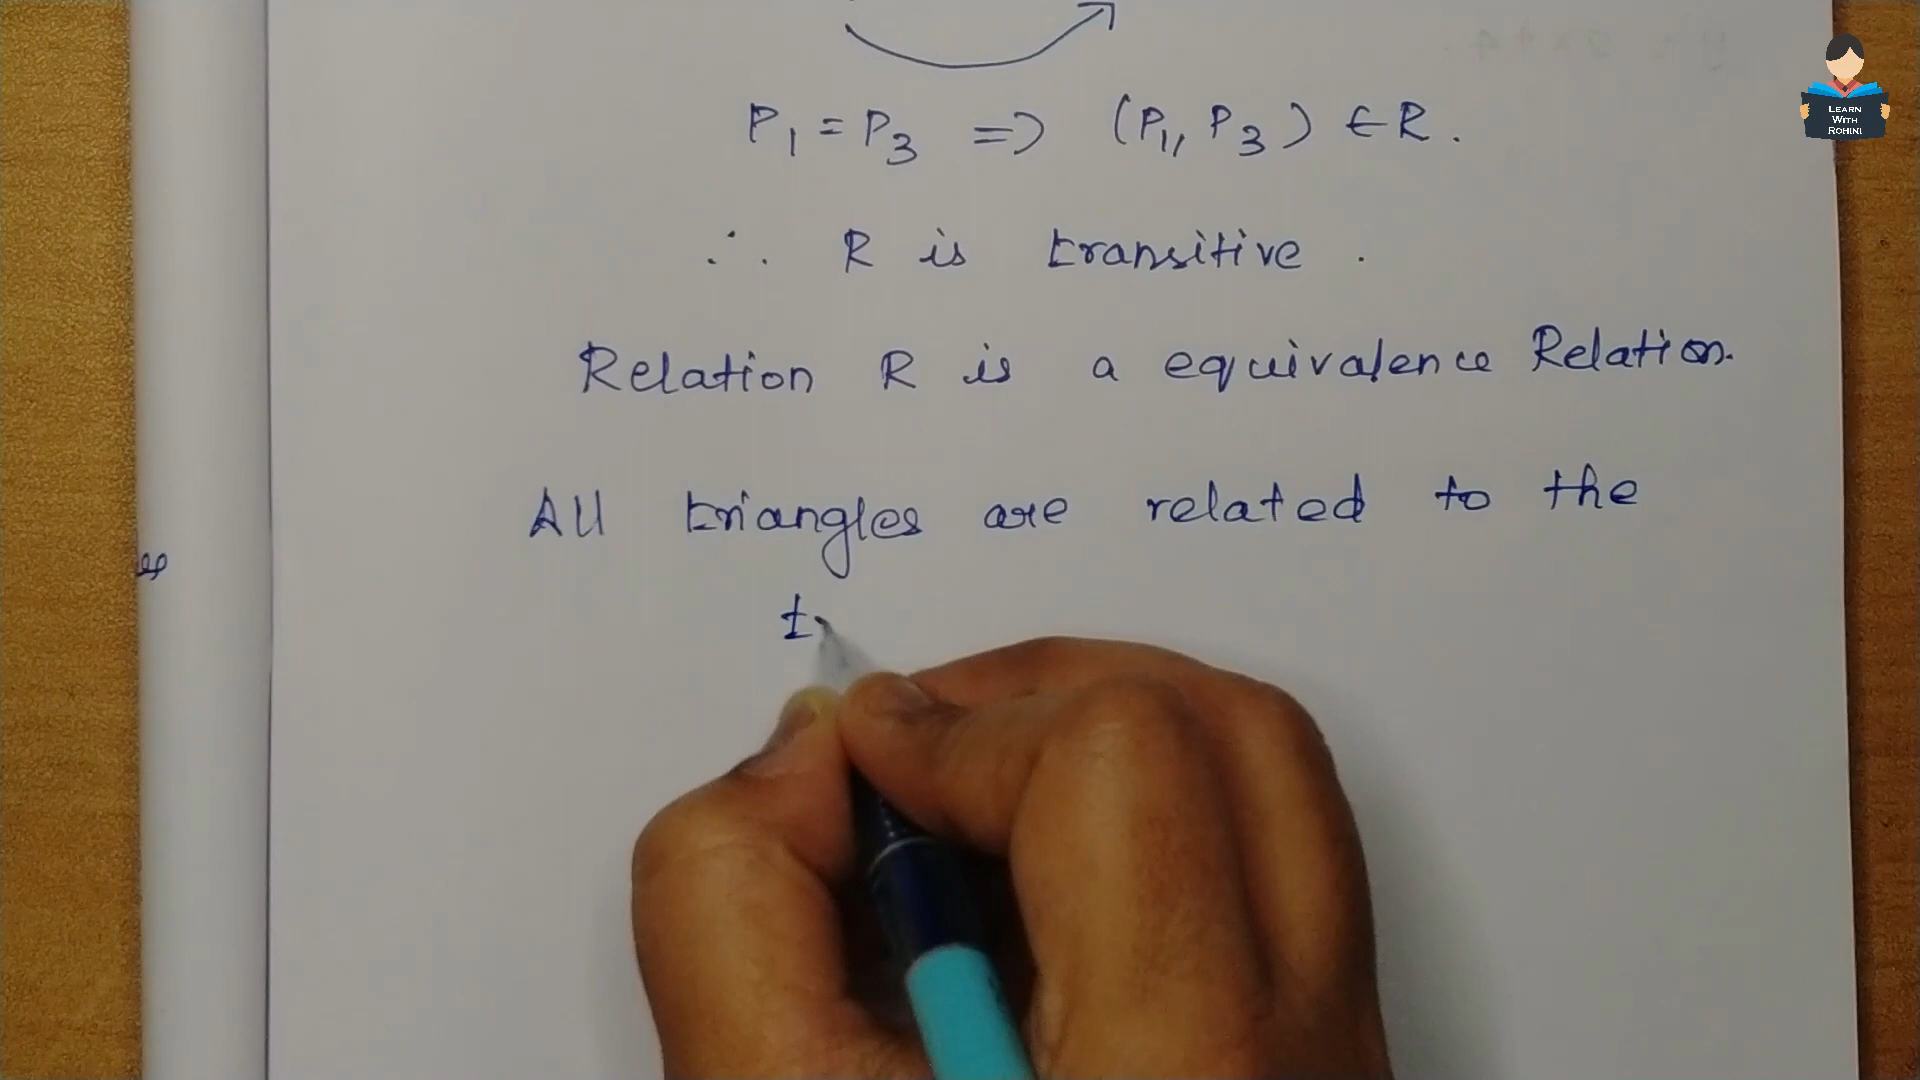 P1 = P3 => (P1, P3) ∈ R.
∴ R is transitive.
Relation R is a equivalence Relation.
All triangles are related to the
LEARN
WITH
ROHINI